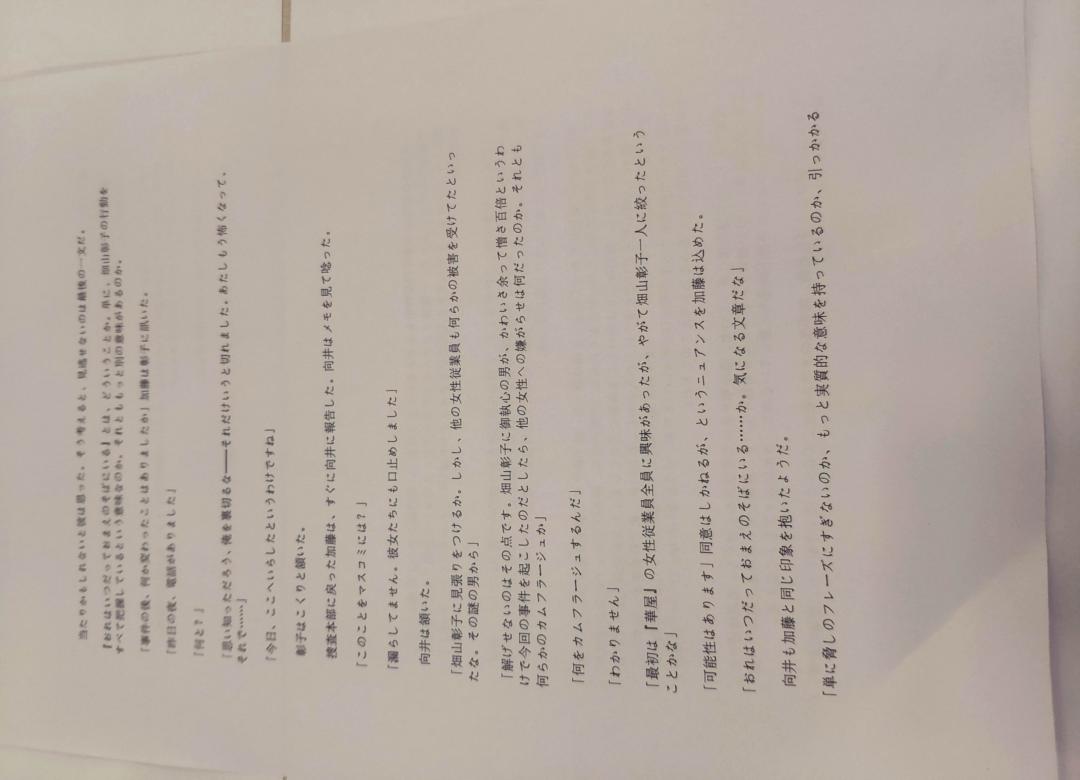 当たりかもしれないと彼は思った。そう考えると、見逃せないのは最後の一文だ。
『おれはいつだっておまえのそばにいる』とは、どういうことか。単に、畑山彰子の行動を
すべて把握しているという意味なのか。それとももっと別の意味があるのか。
「事件の後、何か変わったことはありましたか」加藤は彰子に訊いた。
「昨日の夜、電話がありました」
「何と？」
「思い知っただろう、俺を裏切るな――それだけいうと切れました。あたしもう怖くなって、
それで……」
「今日、ここへいらしたというわけですね」
彰子はこくりと頷いた。
捜査本部に戻った加藤は、すぐに向井に報告した。向井はメモを見て唸った。
「このことをマスコミには？」
「漏らしてません。彼女たちにも口止めしました」
向井は頷いた。
「畑山彰子に見張りをつけるか。しかし、他の女性従業員も何らかの被害を受けてたといっ
たな。その謎の男から」
「解げせないのはその点です。畑山彰子に御執心の男が、かわいさ余って憎さ百倍というわ
けで今回の事件を起こしたのだとしたら、他の女性への嫌がらせは何だったのか。それとも
何らかのカムフラージュか」
「何をカムフラージュするんだ」
「わかりません」
「最初は『華屋』の女性従業員全員に興味があったが、やがて畑山彰子一人に絞ったという
ことかな」
「可能性はあります」同意はしかねるが、というニュアンスを加藤は込めた。
「おれはいつだっておまえのそばにいる……か。気になる文章だな」
向井も加藤と同じ印象を抱いたようだ。
「単に脅しのフレーズにすぎないのか、もっと実質的な意味を持っているのか、引っかかる